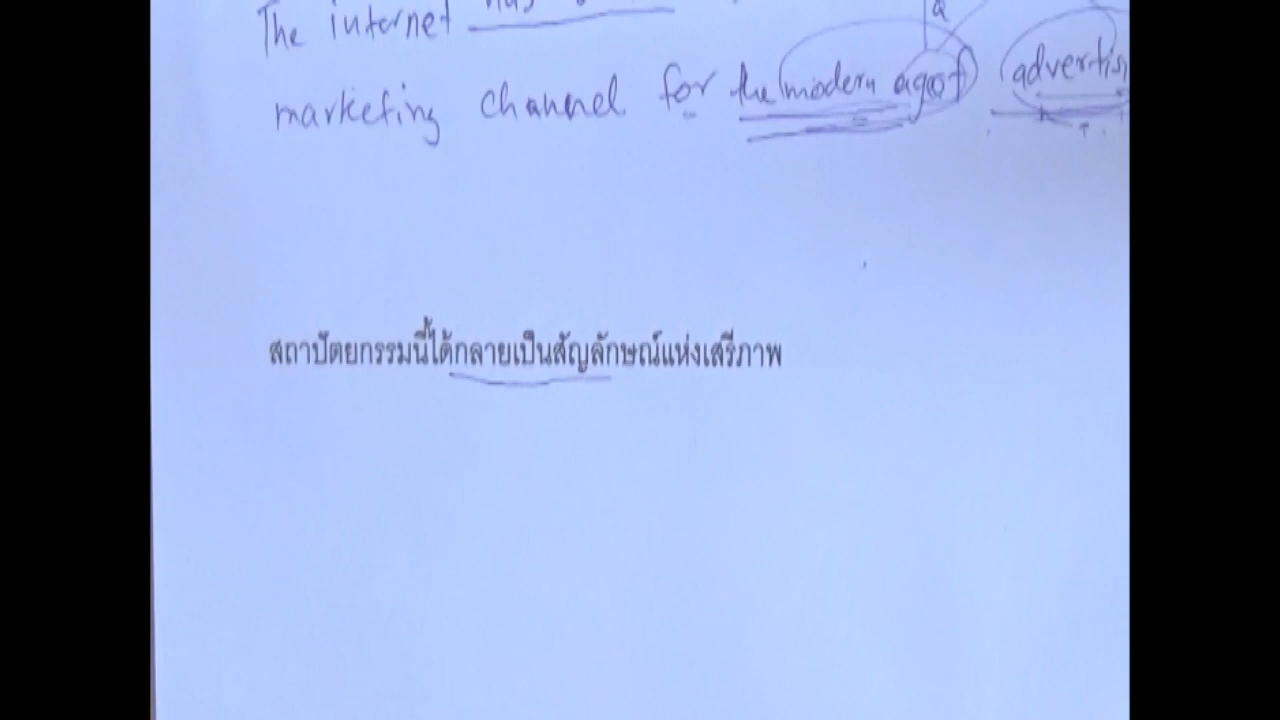 The internet has
marketing channel for the modern age of advertis
สถาปัตยกรรมนี้ได้กลายเป็นสัญลักษณ์แห่งเสรีภาพ